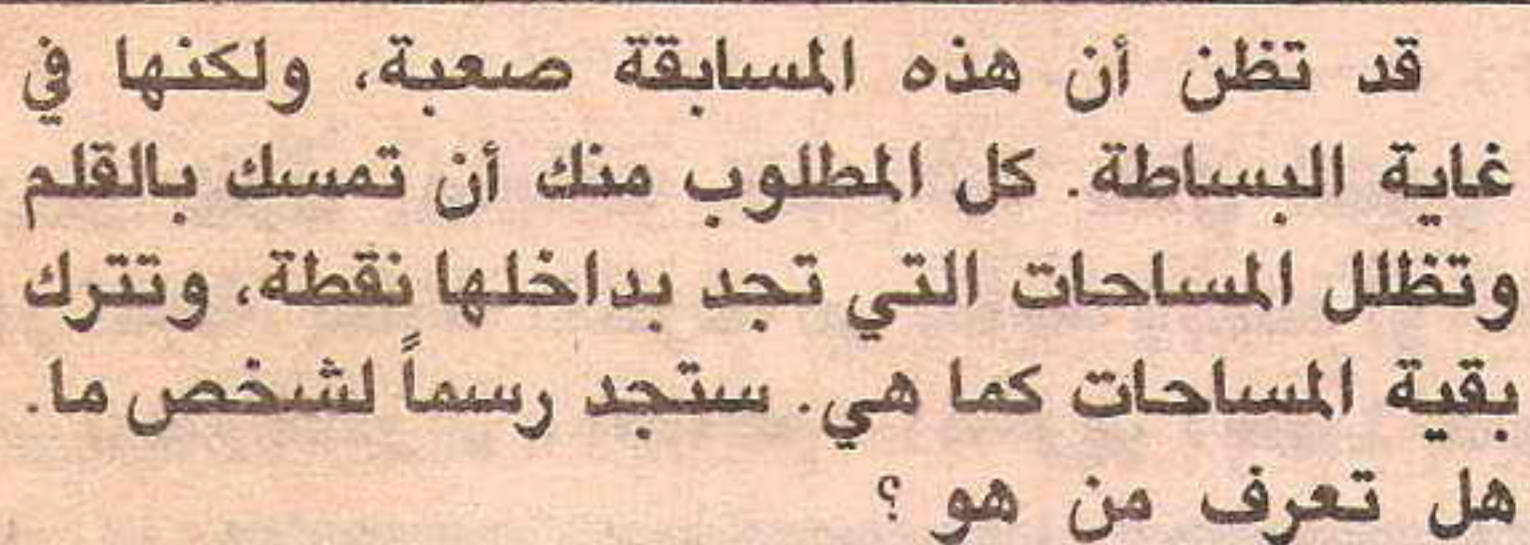 قد تظن أن هذه المسابقة صعبة، ولكنها في
غاية البساطة. كل المطلوب منك أن تمسك بالقلم
وتظلل المساحات التي تجد بداخلها نقطة، وتترك
بقية المساحات كما هي. ستجد رسماً لشخص ما.
هل تعرف من هو ؟